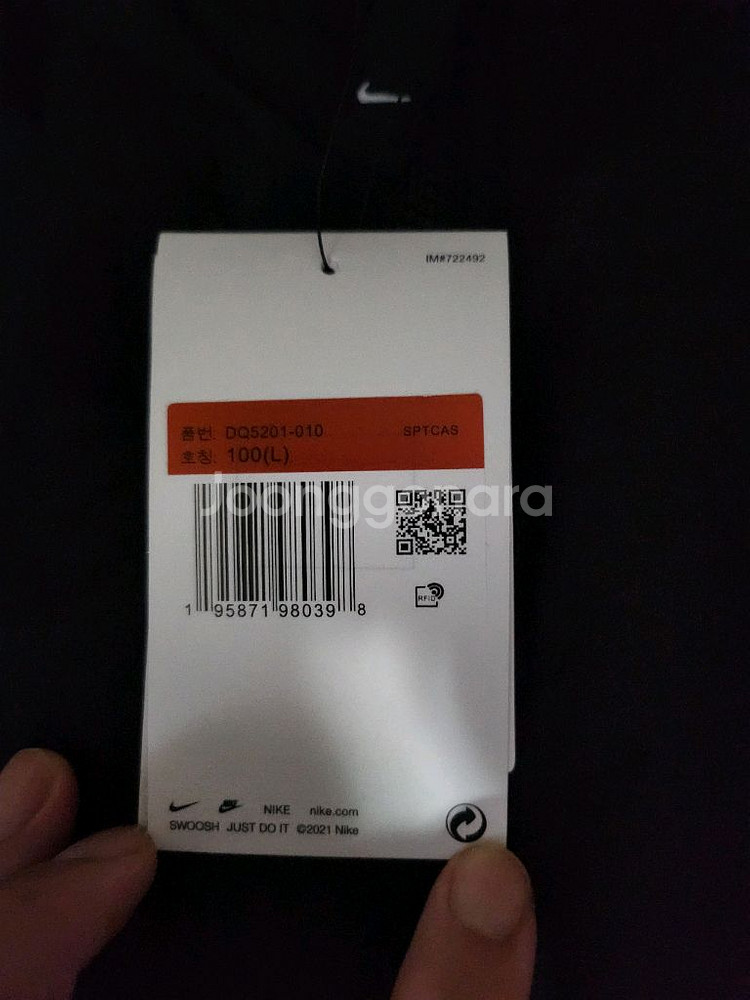 IM#722492
품번: DQ5201-010 SPTCAS
호칭: 100(L)
Joonggonara
RFID
1 95871 98039 8
NIKE nike.com
SWOOSH JUST DO IT ©2021 Nike